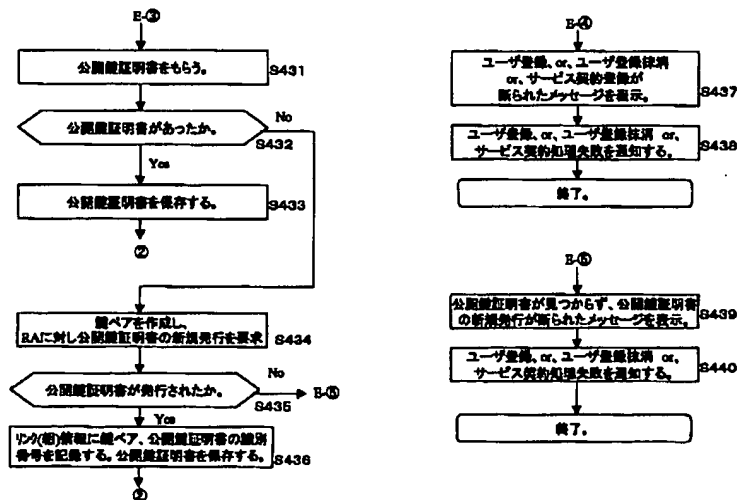 E-③
公開鍵証明書をもらう。
S431
公開鍵証明書があったか。
No
S432
Yes
公開鍵証明書を保存する。
S433
②
鍵ペアを作成し、
RAに対し公開鍵証明書の新規発行を要求
S434
公開鍵証明書が発行されたか。
No
E-⑤
S435
Yes
リンク(紐)情報に鍵ペア、公開鍵証明書の識別
番号を記録する。公開鍵証明書を保存する。
S436
②
E-④
ユーザ登録、or、ユーザ登録抹消
or、サービス契約登録が
断られたメッセージを表示。
S437
ユーザ登録、or、ユーザ登録抹消 or、
サービス契約処理失敗を通知する。
S438
終了。
E-⑤
公開鍵証明書が見つからず、公開鍵証明書
の新規発行が断られたメッセージを表示。
S439
ユーザ登録、or、ユーザ登録抹消 or、
サービス契約処理失敗を通知する。
S440
終了。